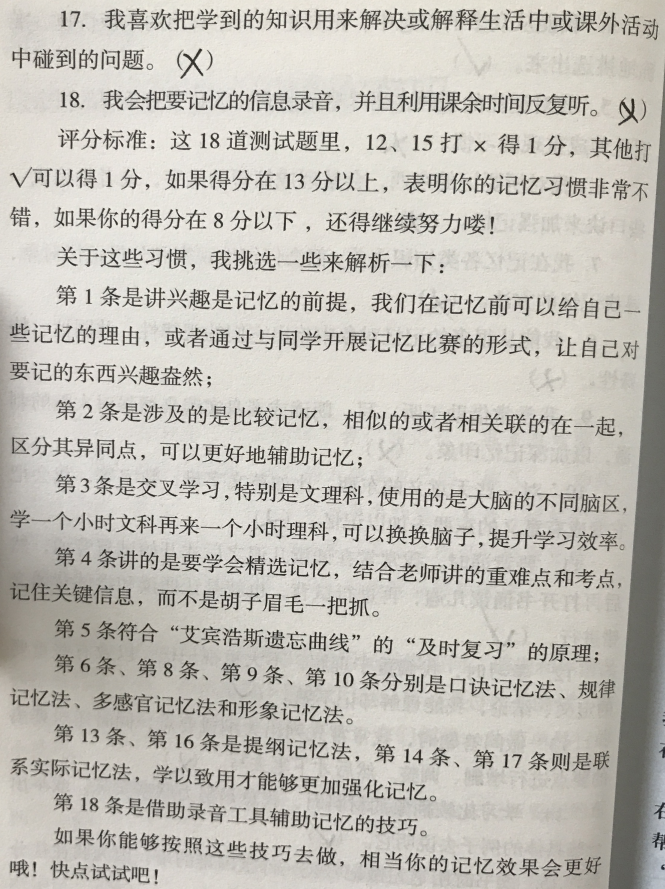 17. 我喜欢把学到的知识用来解决或解释生活中或课外活动
中碰到的问题。(X)
18. 我会把要记忆的信息录音，并且利用课余时间反复听。(X)
评分标准：这 18 道测试题里，12、15 打 × 得 1 分，其他打
√可以得 1 分，如果得分在 13 分以上，表明你的记忆习惯非常不
错，如果你的得分在 8 分以下 ，还得继续努力喽！
关于这些习惯，我挑选一些来解析一下：
第 1 条是讲兴趣是记忆的前提，我们在记忆前可以给自己一
些记忆的理由，或者通过与同学开展记忆比赛的形式，让自己对
要记的东西兴趣盎然；
第 2 条是涉及的是比较记忆，相似的或者相关联的在一起，
区分其异同点，可以更好地辅助记忆；
第 3 条是交叉学习，特别是文理科，使用的是大脑的不同脑区，
学一个小时文科再来一个小时理科，可以换换脑子，提升学习效率。
第 4 条讲的是要学会精选记忆，结合老师讲的重难点和考点，
记住关键信息，而不是胡子眉毛一把抓。
第 5 条符合“艾宾浩斯遗忘曲线”的“及时复习”的原理；
第 6 条、第 8 条、第 9 条、第 10 条分别是口诀记忆法、规律
记忆法、多感官记忆法和形象记忆法。
第 13 条、第 16 条是提纲记忆法，第 14 条、第 17 条则是联
系实际记忆法，学以致用才能够更加强化记忆。
第 18 条是借助录音工具辅助记忆的技巧。
如果你能够按照这些技巧去做，相当你的记忆效果会更好
哦！快点试试吧！